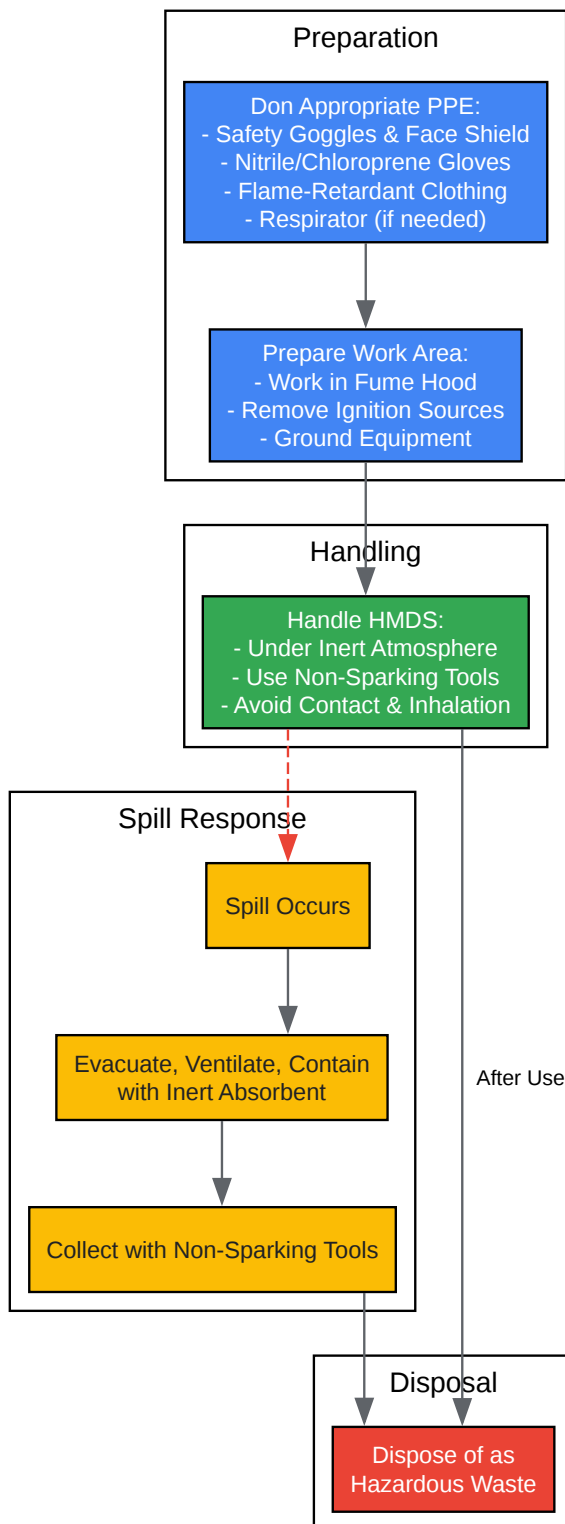 Preparation
Don Appropriate PPE:
- Safety Goggles & Face Shield
- Nitrile/Chloroprene Gloves
- Flame-Retardant Clothing
- Respirator (if needed)
Prepare Work Area:
- Work in Fume Hood
- Remove Ignition Sources
- Ground Equipment
Handling
Handle HMDS:
- Under Inert Atmosphere
- Use Non-Sparking Tools
- Avoid Contact & Inhalation
Spill Response
Spill Occurs
Evacuate, Ventilate, Contain
with Inert Absorbent
After Use
Collect with Non-Sparking Tools
Disposal
Dispose of as
Hazardous Waste